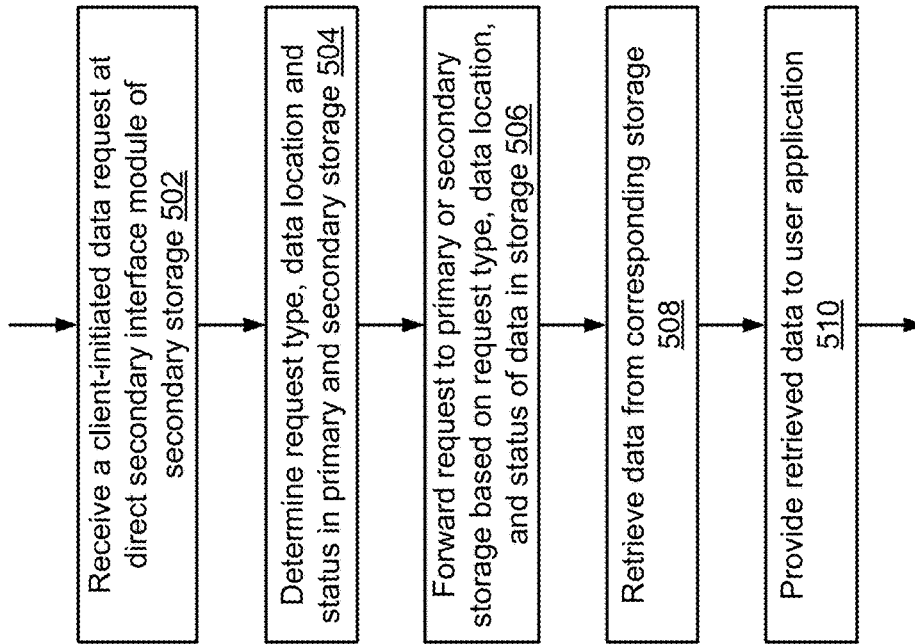 Receive a client-initiated data request at
direct secondary interface module of
secondary storage 502
Determine request type, data location and
status in primary and secondary storage 504
Forward request to primary or secondary
storage based on request type, data location,
and status of data in storage 506
Retrieve data from corresponding storage
508
Provide retrieved data to user application
510